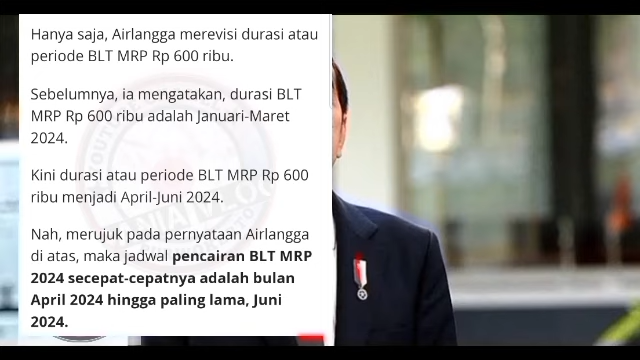 Hanya saja, Airlangga merevisi durasi atau
periode BLT MRP Rp 600 ribu.
Sebelumnya, ia mengatakan, durasi BLT
MRP Rp 600 ribu adalah Januari-Maret
2024.
Kini durasi atau periode BLT MRP Rp 600
ribu menjadi April-Juni 2024.
Nah, merujuk pada pernyataan Airlangga
di atas, maka jadwal pencairan BLT MRP
2024 secepat-cepatnya adalah bulan
April 2024 hingga paling lama, Juni
2024.